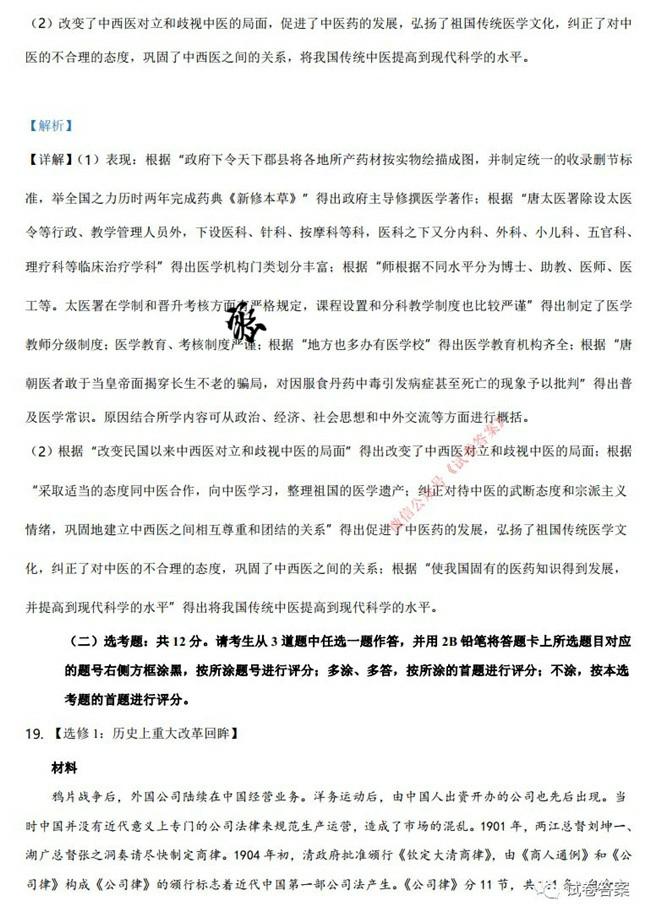 （2）改变了中西医对立和歧视中医的局面，促进了中医药的发展，弘扬了祖国传统医学文化，纠正了对中
医的不合理的态度，巩固了中西医之间的关系，将我国传统中医提高到现代科学的水平。
【解析】
【详解】（1）表现：根据“政府下令天下郡县将各地所产药材按实物绘描成图，并制定统一的收录删节标
准，举全国之力历时两年完成药典《新修本草》”得出政府主导修撰医学著作；根据“唐太医署除设太医
令等行政、教学管理人员外，下设医科、针科、按摩科等科，医科之下又分内科、外科、小儿科、五官科、
理疗科等临床治疗学科”得出医学机构门类划分丰富；根据“师根据不同水平分为博士、助教、医师、医
工等。太医署在学制和晋升考核方面有严格规定，课程设置和分科教学制度也比较严谨”得出制定了医学
教师分级制度；医学教育、考核制度严谨；根据“地方也多办有医学校”得出医学教育机构齐全；根据“唐
朝医者敢于当皇帝面揭穿长生不老的骗局，对因服食丹药中毒引发病症甚至死亡的现象予以批判”得出普
及医学常识。原因结合所学内容可从政治、经济、社会思想和中外交流等方面进行概括。
（2）根据“改变民国以来中西医对立和歧视中医的局面”得出改变了中西医对立和歧视中医的局面；根据
“采取适当的态度同中医合作，向中医学习，整理祖国的医学遗产；纠正对待中医的武断态度和宗派主义
情绪，巩固地建立中西医之间相互尊重和团结的关系”得出促进了中医药的发展，弘扬了祖国传统医学文
化，纠正了对中医的不合理的态度，巩固了中西医之间的关系；根据“使我国固有的医药知识得到发展，
并提高到现代科学的水平”得出将我国传统中医提高到现代科学的水平。
微信公众号《试卷答案》
（二）选考题：共 12 分。请考生从 3 道题中任选一题作答，并用 2B 铅笔将答题卡上所选题目对应
的题号右侧方框涂黑，按所涂题号进行评分；多涂、多答，按所涂的首题进行评分；不涂，按本选
考题的首题进行评分。
19. 【选修 1：历史上重大改革回眸】
材料
鸦片战争后，外国公司陆续在中国经营业务。洋务运动后，由中国人出资开办的公司也先后出现。当
时中国并没有近代意义上专门的公司法律来规范生产运营，造成了市场的混乱。1901 年，两江总督刘坤一、
湖广总督张之洞奏请尽快制定商律。1904 年初，清政府批准颁行《钦定大清商律》，由《商人通例》和《公
司律》构成《公司律》的颁行标志着近代中国第一部公司法产生。《公司律》分 11 节，共
试卷答案